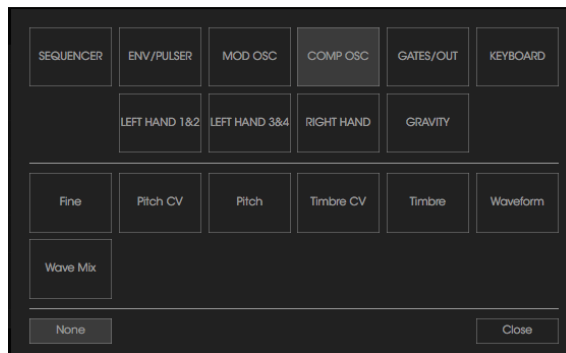 SEQUENCER ENV/PULSER MOD OSC COMP OSC GATES/OUT KEYBOARD
LEFT HAND 1&2 LEFT HAND 3&4 RIGHT HAND GRAVITY
Fine Pitch CV Pitch Timbre CV Timbre Waveform
Wave Mix
None Close